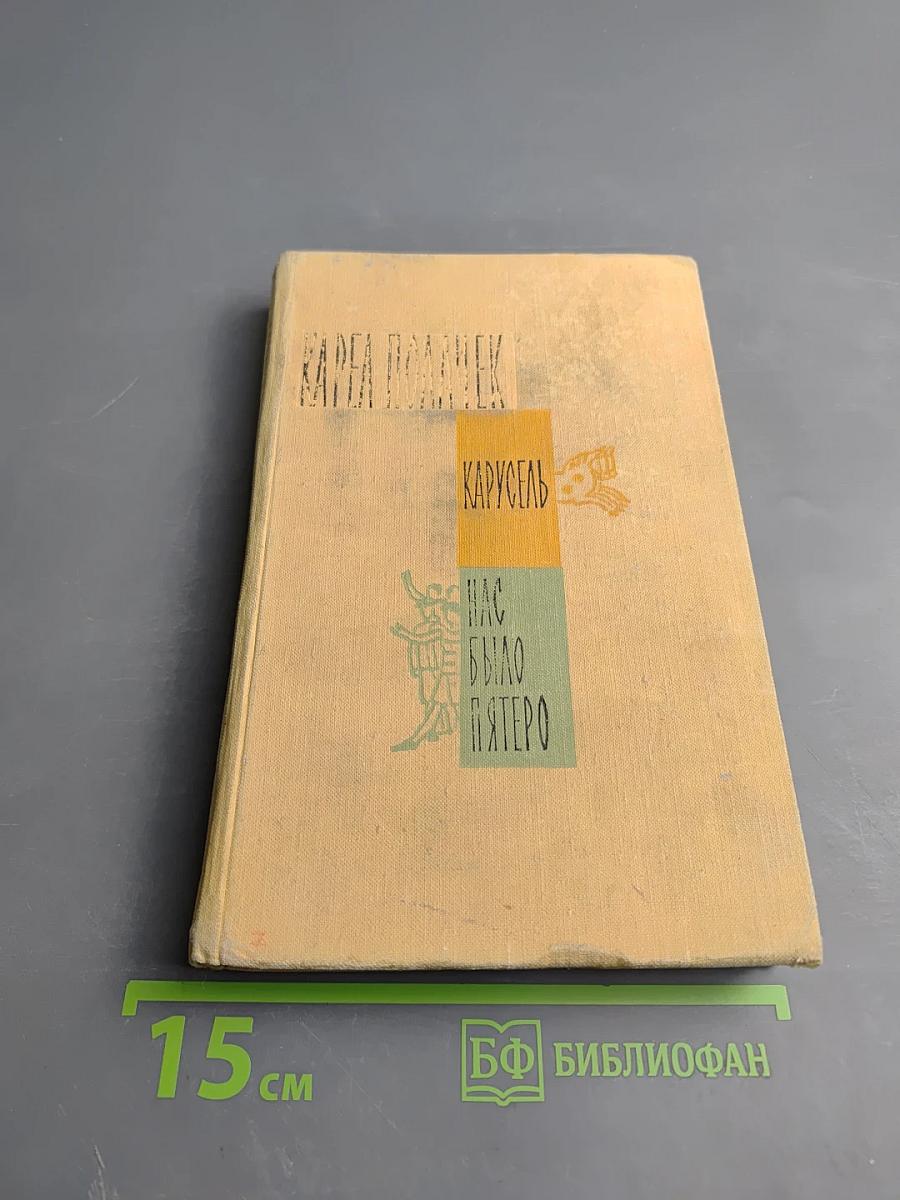 КАРЕЛ ПОЛАЧЕК
КАРУСЕЛЬ
НАС
БЫЛО
ПЯТЕРО
15 см
БФ БИБЛИОФАН